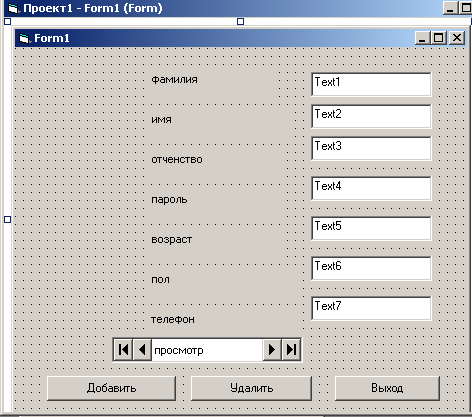 Проект1 - Form1 (Form)
Form1
фамилия
Text1
имя
Text2
отченство
Text3
пароль
Text4
возраст
Text5
пол
Text6
телефон
Text7
просмотр
Добавить
Удалить
Выход